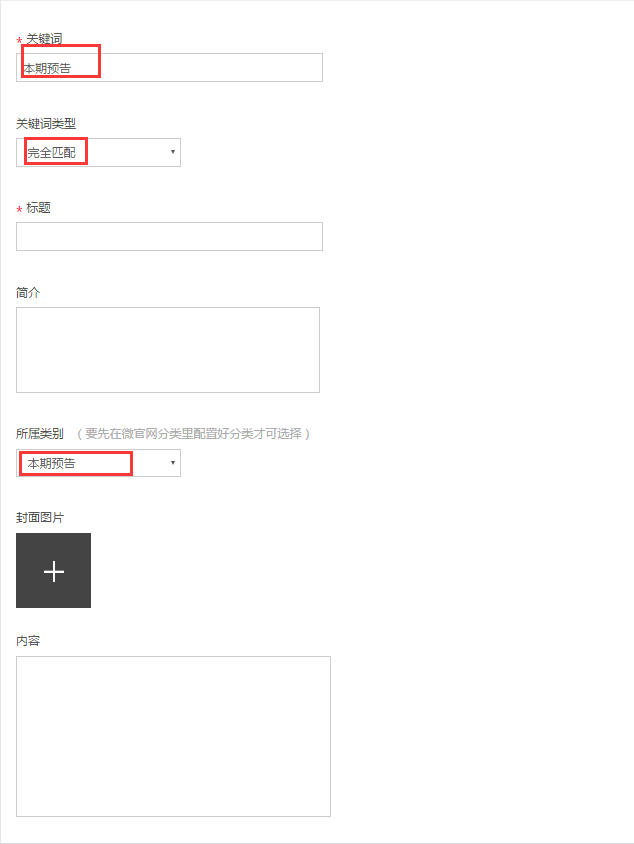 * 关键词
本期预告
关键词类型
完全匹配
* 标题
简介
所属类别 （要先在微官网分类里配置好分类才可选择）
本期预告
封面图片
内容